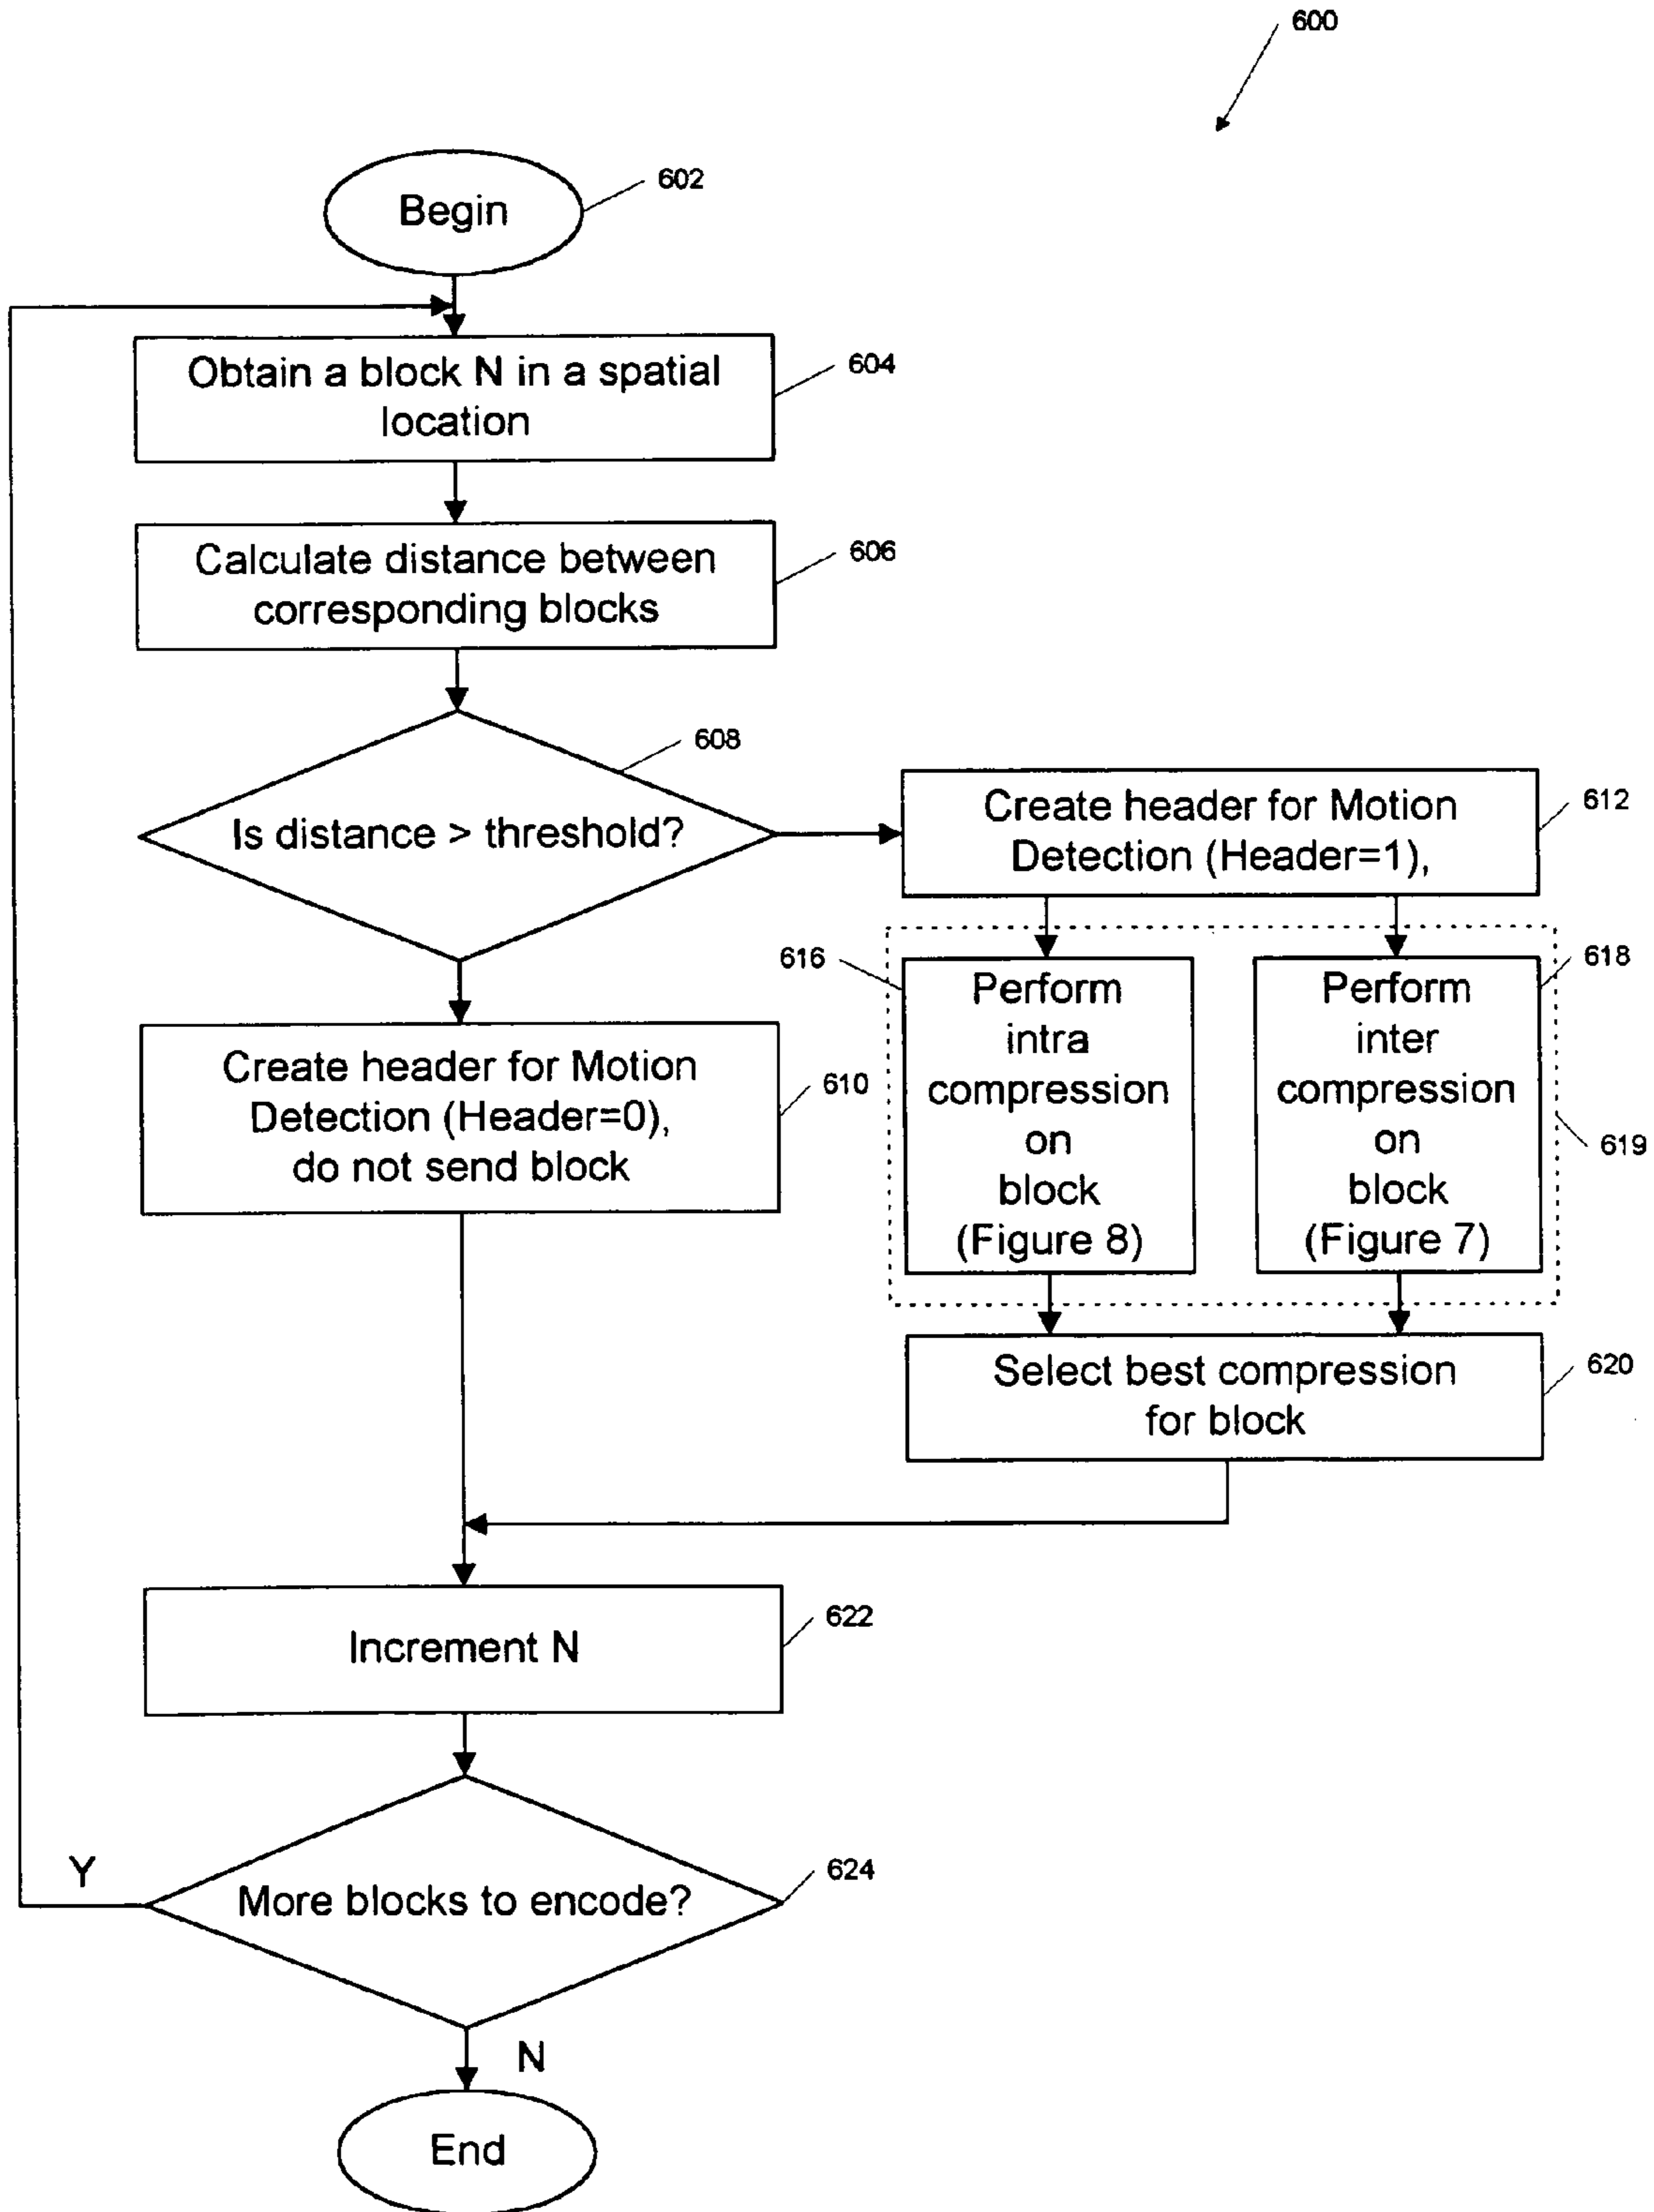 600
Begin
602
Obtain a block N in a spatial
location
604
Calculate distance between
corresponding blocks
606
Is distance > threshold?
608
Create header for Motion
Detection (Header=1),
612
Create header for Motion
Detection (Header=0),
do not send block
610
616
Perform
intra
compression
on
block
(Figure 8)
Perform
inter
compression
on
block
(Figure 7)
618
619
Select best compression
for block
620
Increment N
622
More blocks to encode?
624
Y
N
End